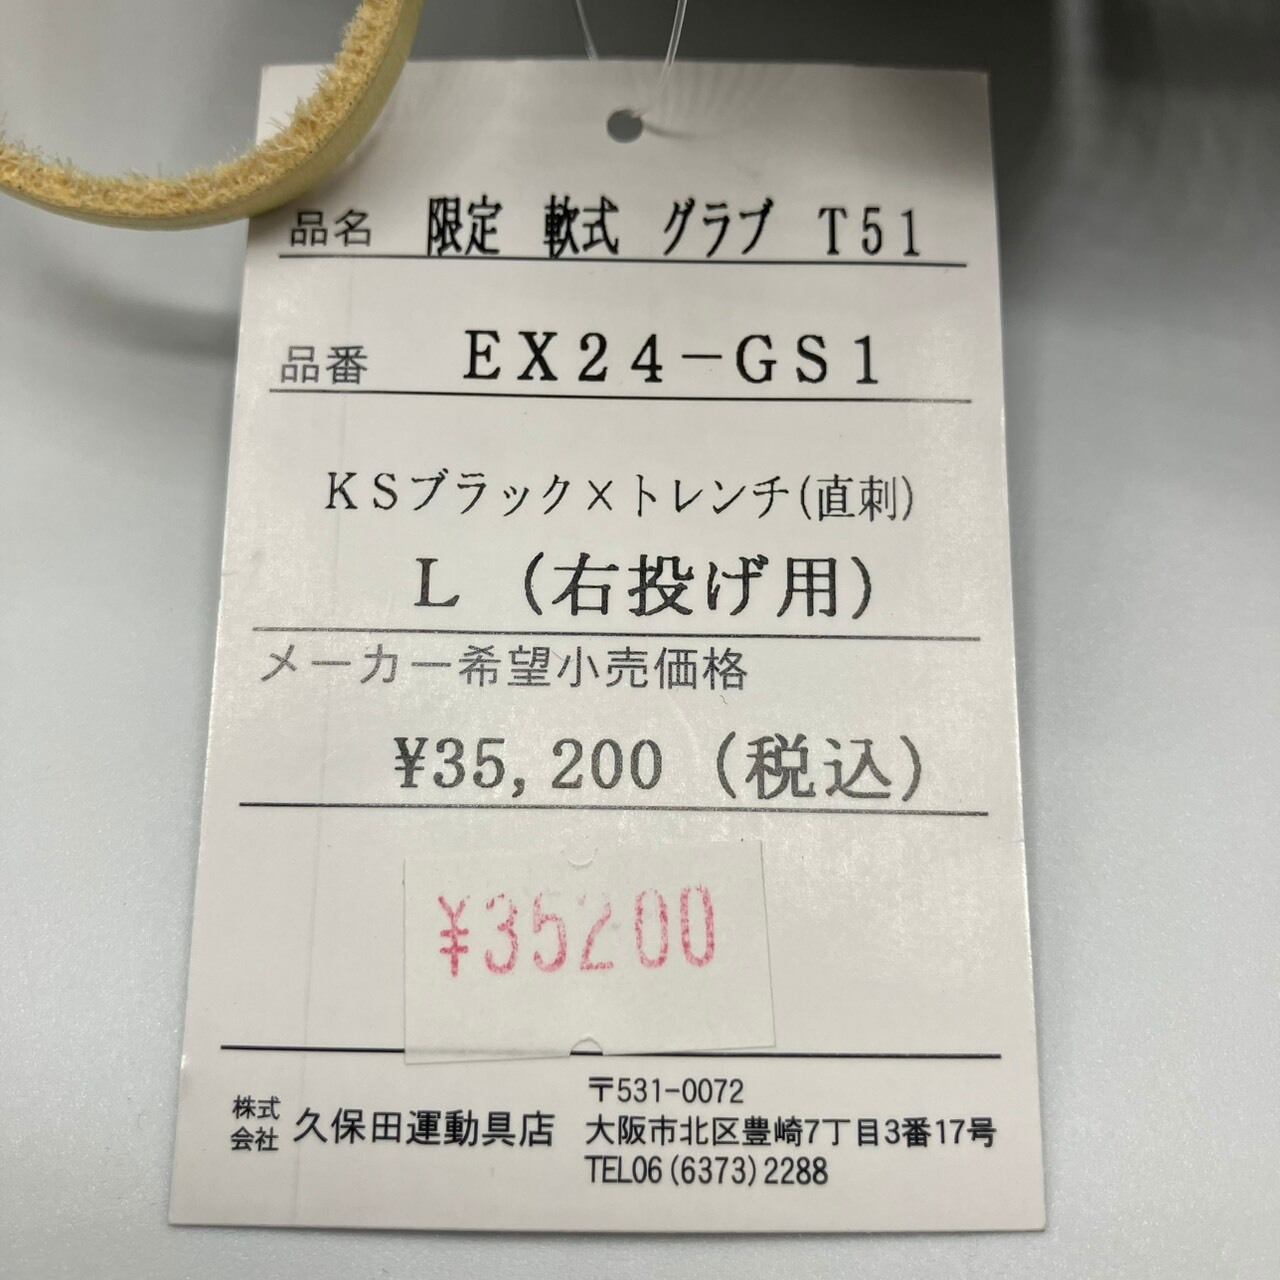 品名 限定 軟式 グラブ T51
品番 EX24-GS1
KSブラック×トレンチ(直刺)
L (右投げ用)
メーカー希望小売価格
¥35,200 (税込)
¥35200
株式会社 久保田運動具店
〒531-0072
大阪市北区豊崎7丁目3番17号
TEL06(6373)2288